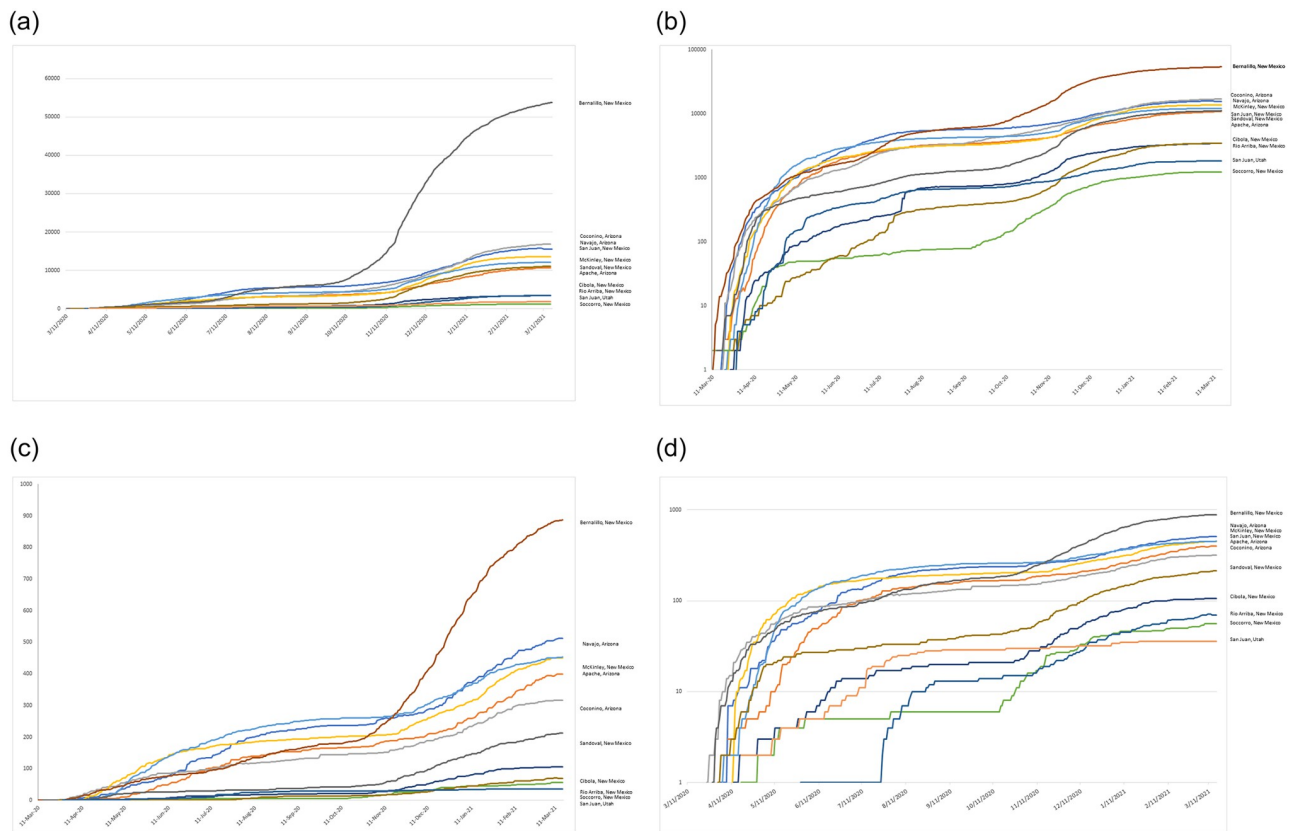 (a)
60000
50000
40000
30000
20000
10000
0
3/11/2020 4/11/2020 5/11/2020 6/11/2020 7/11/2020 8/11/2020 9/11/2020 10/11/2020 11/11/2020 12/11/2020 1/11/2021 2/11/2021 3/11/2021
Bernalillo, New Mexico
Coconino, Arizona
Navajo, Arizona
San Juan, New Mexico
McKinley, New Mexico
Sandoval, New Mexico
Apache, Arizona
Cibola, New Mexico
Rio Arriba, New Mexico
San Juan, Utah
Soccorro, New Mexico
(b)
100000
10000
1000
100
10
1
11-Mar-20 11-Apr-20 11-May-20 11-Jun-20 11-Jul-20 11-Aug-20 11-Sep-20 11-Oct-20 11-Nov-20 11-Dec-20 11-Jan-21 11-Feb-21 11-Mar-21
Bernalillo, New Mexico
Coconino, Arizona
Navajo, Arizona
McKinley, New Mexico
San Juan, New Mexico
Sandoval, New Mexico
Apache, Arizona
Cibola, New Mexico
Rio Arriba, New Mexico
San Juan, Utah
Soccorro, New Mexico
(c)
1000
900
800
700
600
500
400
300
200
100
0
11-Mar-20 11-Apr-20 11-May-20 11-Jun-20 11-Jul-20 11-Aug-20 11-Sep-20 11-Oct-20 11-Nov-20 11-Dec-20 11-Jan-21 11-Feb-21 11-Mar-21
Bernalillo, New Mexico
Navajo, Arizona
McKinley, New Mexico
Apache, Arizona
Coconino, Arizona
Sandoval, New Mexico
Cibola, New Mexico
Rio Arriba, New Mexico
Soccorro, New Mexico
San Juan, Utah
(d)
1000
100
10
1
3/11/2020 4/11/2020 5/11/2020 6/11/2020 7/11/2020 8/11/2020 9/11/2020 10/11/2020 11/11/2020 12/11/2020 1/11/2021 2/11/2021 3/11/2021
Bernalillo, New Mexico
Navajo, Arizona
McKinley, New Mexico
San Juan, New Mexico
Apache, Arizona
Coconino, Arizona
Sandoval, New Mexico
Cibola, New Mexico
Rio Arriba, New Mexico
Soccorro, New Mexico
San Juan, Utah